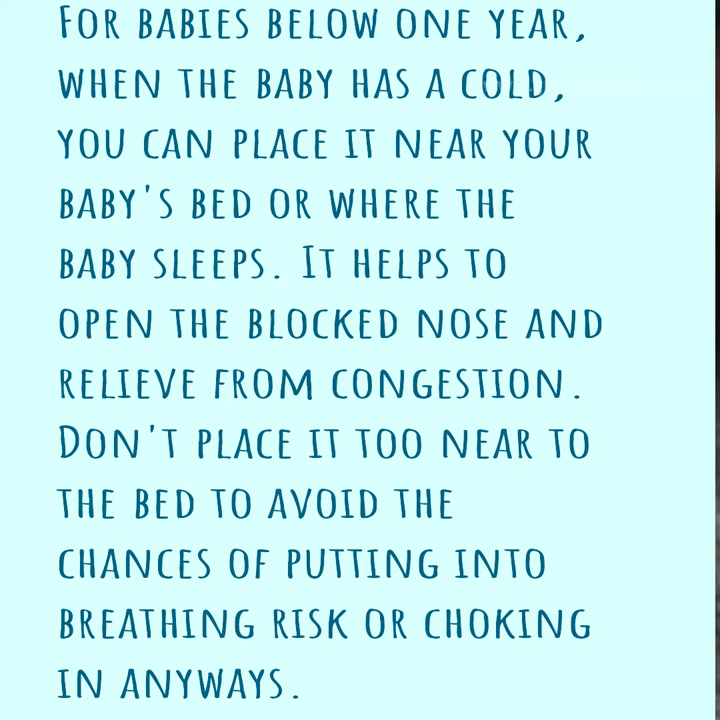 For babies below one year,
when the baby has a cold,
you can place it near your
baby's bed or where the
baby sleeps. It helps to
open the blocked nose and
relieve from congestion.
Don't place it too near to
the bed to avoid the
chances of putting into
breathing risk or choking
in anyways.